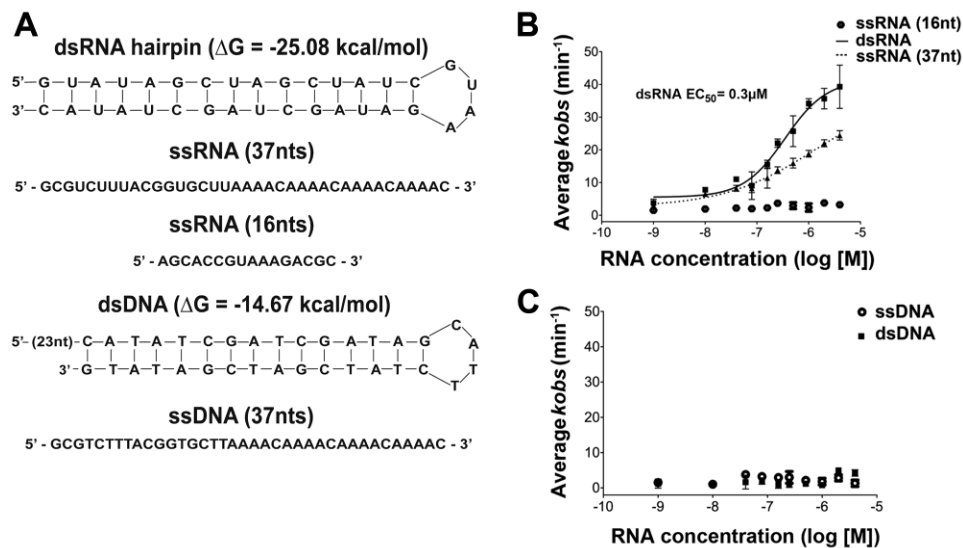 A
dsRNA hairpin (ΔG = -25.08 kcal/mol)
5'- G-U-A-U-A-G-C-U-A-G-C-U-A-U-C G U
3'- C-A-U-A-U-C-G-A-U-C-G-A-U-A-G A A
ssRNA (37nts)
5' - GCGUCUUUACGGUGCUUAAAACAAAACAAAACAAAAC - 3'
ssRNA (16nts)
5' - AGCACCGUAAAGACGC - 3'
dsDNA (ΔG = -14.67 kcal/mol)
5'- (23nt)-C-A-T-A-T-C-G-A-T-C-G-A-T-A-G C A
3'- G-T-A-T-A-G-C-T-A-G-C-T-A-T-C T T
ssDNA (37nts)
5' - GCGTCTTTACGGTGCTTAAAACAAAACAAAACAAAAC - 3'
B
ssRNA (16nt)
dsRNA
ssRNA (37nt)
dsRNA EC50= 0.3µM
Average kobs (min-1)
50
40
30
20
10
0
-10 -9 -8 -7 -6 -5
RNA concentration (log [M])
C
ssDNA
dsDNA
Average kobs (min-1)
50
40
30
20
10
0
-10 -9 -8 -7 -6 -5
RNA concentration (log [M])